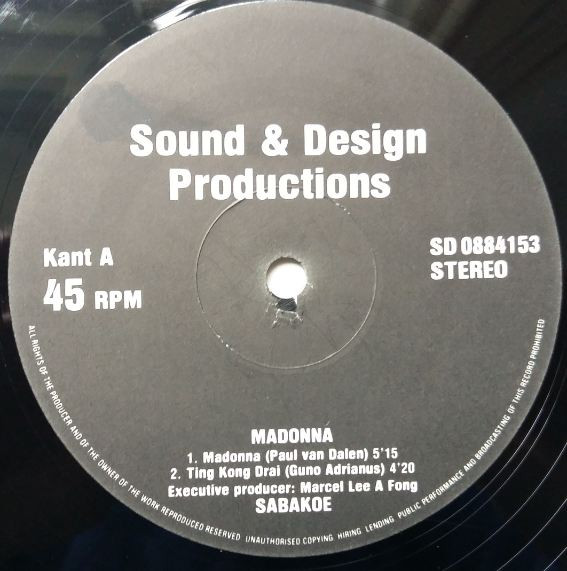 Sound & Design
Productions
Kant A
45 RPM
SD 0884153
STEREO
MADONNA
1. Madonna (Paul van Dalen) 5'15
2. Ting Kong Drai (Guno Adrianus) 4'20
Executive producer: Marcel Lee A Fong
SABAKOE
ALL RIGHTS OF THE PRODUCER AND OF THE OWNER OF THE WORK REPRODUCED RESERVED UNAUTHORISED COPYING HIRING LENDING PUBLIC PERFORMANCE AND BROADCASTING OF THIS RECORD PROHIBITED